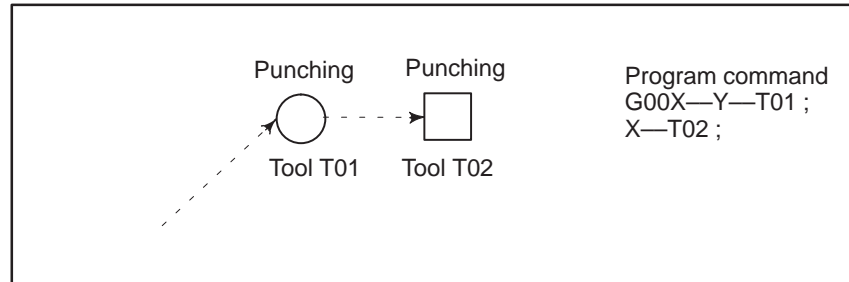 Punching Punching
Program command
G00X—Y—T01 ;
X—T02 ;
Tool T01 Tool T02